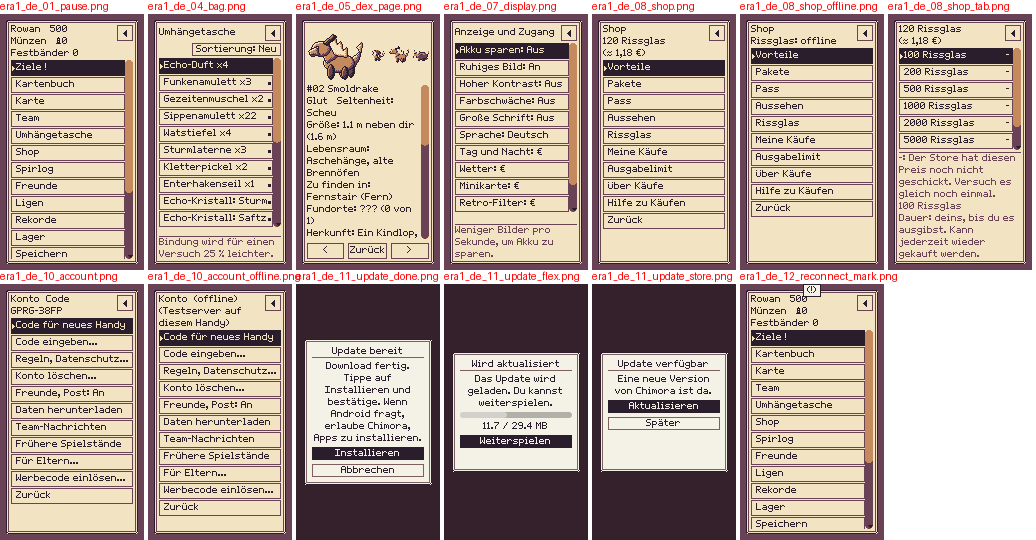 era1_de_01_pause.png
Rowan 500
Münzen 10
Festbänder 0
Ziele !
Kartenbuch
Karte
Team
Umhängetasche
Shop
Spirlog
Freunde
Ligen
Rekorde
Lager
Speichern
era1_de_04_bag.png
Umhängetasche
Sortierung: Neu
Echo-Duft x4
Funkenamulett x3
Gezeitenmuschel x2
Sippenamulett x22
Watstiefel x4
Sturmlaterne x3
Kletterpickel x2
Enterhakenseil x1
Echo-Kristall: Sturm
Echo-Kristall: Saftz
Bindung wird für einen
Versuch 25 % leichter.
era1_de_05_dex_page.png
#02 Smoldrake
Glut Seltenheit:
Scheu
Größe: 1.1 m neben dir
(1.6 m)
Lebensraum:
Aschehänge, alte
Brennöfen
Zu finden in:
Fernstair (Fern)
Fundorte: ??? (0 von
1)
Herkunft: Ein Kindlop,
< Zurück >
era1_de_07_display.png
Anzeige und Zugang
Akku sparen: Aus
Ruhiges Bild: An
Hoher Kontrast: Aus
Farbschwäche: Aus
Große Schrift: Aus
Sprache: Deutsch
Tag und Nacht: €
Wetter: €
Minikarte: €
Retro-Filter: €
Weniger Bilder pro
Sekunde, um Akku zu
sparen.
era1_de_08_shop.png
Shop
120 Rissglas
(≈ 1,18 €)
Vorteile
Pakete
Pass
Aussehen
Rissglas
Meine Käufe
Ausgabelimit
Über Käufe
Hilfe zu Käufen
Zurück
era1_de_08_shop_offline.png
Shop
Rissglas: offline
Vorteile
Pakete
Pass
Aussehen
Rissglas
Meine Käufe
Ausgabelimit
Über Käufe
Hilfe zu Käufen
Zurück
era1_de_08_shop_tab.png
120 Rissglas
(≈ 1,18 €)
100 Rissglas -
200 Rissglas -
500 Rissglas -
1000 Rissglas -
2000 Rissglas -
5000 Rissglas -
-: Der Store hat diesen
Preis noch nicht
geschickt. Versuch es
gleich noch einmal.
100 Rissglas
Dauer: deins, bis du es
ausgibst. Kann
jederzeit wieder
gekauft werden.
era1_de_10_account.png
Konto Code
GPRG-38FP
Code für neues Handy
Code eingeben...
Regeln, Datenschutz...
Konto löschen...
Freunde, Post: An
Daten herunterladen
Team-Nachrichten
Frühere Spielstände
Für Eltern...
Werbecode einlösen...
Zurück
era1_de_10_account_offline.png
Konto (offline)
(Testserver auf
diesem Handy)
Code für neues Handy
Code eingeben...
Regeln, Datenschutz...
Konto löschen...
Freunde, Post: An
Daten herunterladen
Team-Nachrichten
Frühere Spielstände
Für Eltern...
Werbecode einlösen...
Zurück
era1_de_11_update_done.png
Update bereit
Download fertig.
Tippe auf
Installieren und
bestätige. Wenn
Android fragt,
erlaube Chimora,
Apps zu installieren.
Installieren
Abbrechen
era1_de_11_update_flex.png
Wird aktualisiert
Das Update wird
geladen. Du kannst
weiterspielen.
11.7 / 29.4 MB
Weiterspielen
era1_de_11_update_store.png
Update verfügbar
Eine neue Version
von Chimora ist da.
Aktualisieren
Später
era1_de_12_reconnect_mark.png
(!)
Rowan 500
Münzen 10
Festbänder 0
Ziele !
Kartenbuch
Karte
Team
Umhängetasche
Shop
Spirlog
Freunde
Ligen
Rekorde
Lager
Speichern